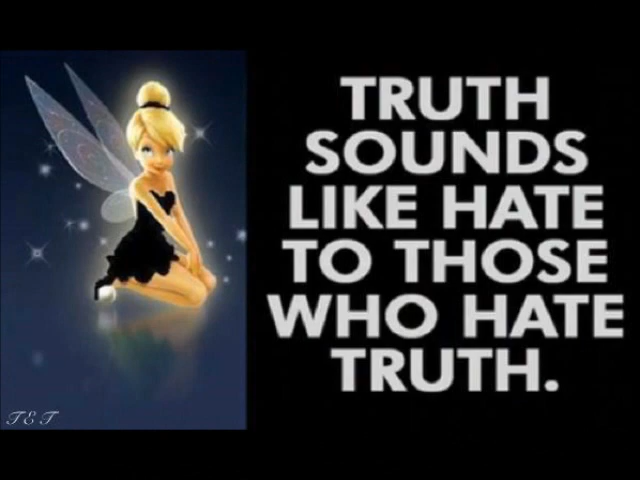 TRUTH
SOUNDS
LIKE HATE
TO THOSE
WHO HATE
TRUTH.
T&T